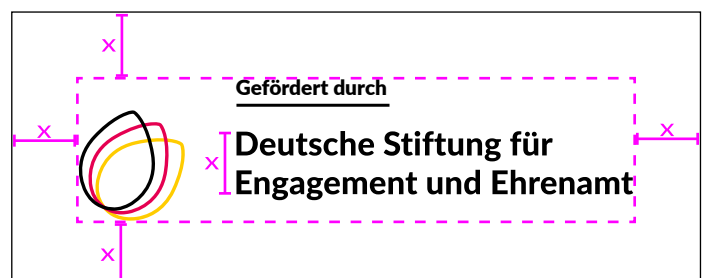 x
Gefördert durch
x
x
x
Deutsche Stiftung für
Engagement und Ehrenamt
x